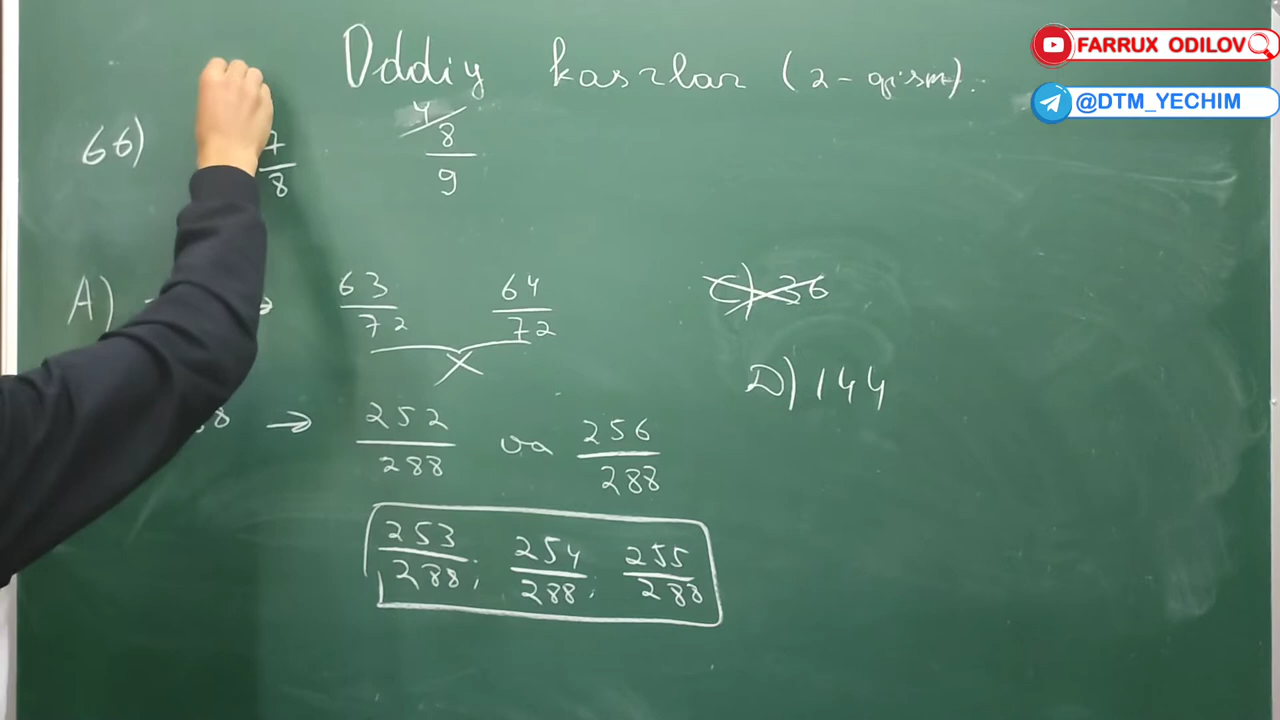 FARRUX ODILOV
@DTM_YECHIM
Oddiy kasrlar (2-qism).
66) 7/8 4 8/9
A) → 63/72 64/72 C) 36
D) 144
→ 252/288 va 256/288
253/288; 254/288; 255/288